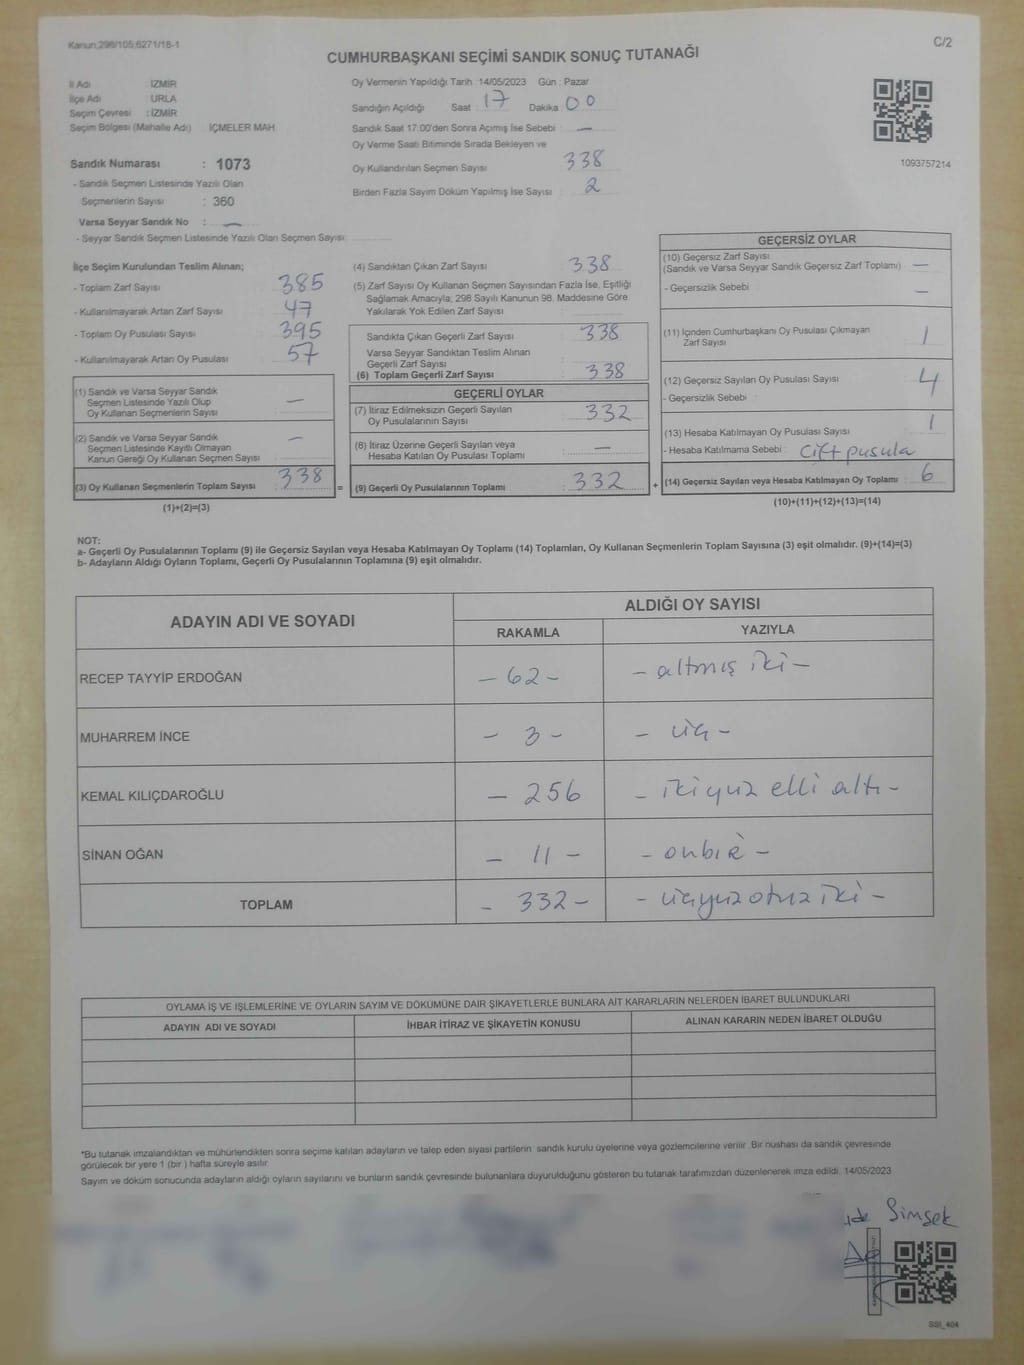 Kanun;298/105;6271/18-1
C/2
CUMHURBAŞKANI SEÇİMİ SANDIK SONUÇ TUTANAĞI
İl Adı İZMİR
İlçe Adı URLA
Seçim Çevresi : İZMİR
Seçim Bölgesi (Mahalle Adı) İÇMELER MAH.
Sandık Numarası : 1073
- Sandık Seçmen Listesinde Yazılı Olan
Seçmenlerin Sayısı : 360
Varsa Seyyar Sandık No : —
- Seyyar Sandık Seçmen Listesinde Yazılı Olan Seçmen Sayısı:
Oy Vermenin Yapıldığı Tarih :14/05/2023 Gün : Pazar
Sandığın Açıldığı Saat 17 Dakika 00
Sandık Saat 17:00'den Sonra Açımış İse Sebebi : —
Oy Verme Saati Bitiminde Sırada Bekleyen ve
Oy Kullandırılan Seçmen Sayısı : 338
Birden Fazla Sayım Döküm Yapılmış İse Sayısı : 2
1093757214
İlçe Seçim Kurulundan Teslim Alınan;
- Toplam Zarf Sayısı : 385
- Kullanılmayarak Artan Zarf Sayısı : 47
- Toplam Oy Pusulası Sayısı : 395
- Kullanılmayarak Artan Oy Pusulası : 57
(1) Sandık ve Varsa Seyyar Sandık
Seçmen Listesinde Yazılı Olup
Oy Kullanan Seçmenlerin Sayısı : —
(2) Sandık ve Varsa Seyyar Sandık
Seçmen Listesinde Kayıtlı Olmayan
Kanun Gereği Oy Kullanan Seçmen Sayısı : —
(3) Oy Kullanan Seçmenlerin Toplam Sayısı : 338
(1)+(2)=(3)
=
(4) Sandıktan Çıkan Zarf Sayısı : 338
(5) Zarf Sayısı Oy Kullanan Seçmen Sayısından Fazla İse, Eşitliği
Sağlamak Amacıyla; 298 Sayılı Kanunun 98. Maddesine Göre
Yakılarak Yok Edilen Zarf Sayısı :
Sandıkta Çıkan Geçerli Zarf Sayısı : 338
Varsa Seyyar Sandıktan Teslim Alınan
Geçerli Zarf Sayısı :
(6) Toplam Geçerli Zarf Sayısı : 338
GEÇERLİ OYLAR
(7) İtiraz Edilmeksizin Geçerli Sayılan
Oy Pusulalarının Sayısı : 332
(8) İtiraz Üzerine Geçerli Sayılan veya
Hesaba Katılan Oy Pusulası Toplamı : —
(9) Geçerli Oy Pusulalarının Toplamı : 332
+
GEÇERSİZ OYLAR
(10) Geçersiz Zarf Sayısı
(Sandık ve Varsa Seyyar Sandık Geçersiz Zarf Toplamı) : —
- Geçersizlik Sebebi : —
(11) İçinden Cumhurbaşkanı Oy Pusulası Çıkmayan
Zarf Sayısı : 1
(12) Geçersiz Sayılan Oy Pusulası Sayısı : 4
- Geçersizlik Sebebi :
(13) Hesaba Katılmayan Oy Pusulası Sayısı : 1
- Hesaba Katılmama Sebebi : Çift pusula
(14) Geçersiz Sayılan veya Hesaba Katılmayan Oy Toplamı : 6
(10)+(11)+(12)+(13)=(14)
NOT:
a- Geçerli Oy Pusulalarının Toplamı (9) ile Geçersiz Sayılan veya Hesaba Katılmayan Oy Toplamı (14) Toplamları, Oy Kullanan Seçmenlerin Toplam Sayısına (3) eşit olmalıdır. (9)+(14)=(3)
b- Adayların Aldığı Oyların Toplamı, Geçerli Oy Pusulalarının Toplamına (9) eşit olmalıdır.
ADAYIN ADI VE SOYADI ALDIĞI OY SAYISI
RAKAMLA YAZIYLA
RECEP TAYYİP ERDOĞAN - 62 - - altmış iki -
MUHARREM İNCE - 3 - - üç -
KEMAL KILIÇDAROĞLU - 256 - ikiyüz elli altı -
SİNAN OĞAN - 11 - - onbir -
TOPLAM - 332 - - üçyüzotuziki -
OYLAMA İŞ VE İŞLEMLERİNE VE OYLARIN SAYIM VE DÖKÜMÜNE DAİR ŞİKAYETLERLE BUNLARA AİT KARARLARIN NELERDEN İBARET BULUNDUKLARI
ADAYIN ADI VE SOYADI İHBAR İTİRAZ VE ŞİKAYETİN KONUSU ALINAN KARARIN NEDEN İBARET OLDUĞU
*Bu tutanak imzalandıktan ve mühürlendikten sonra seçime katılan adayların ve talep eden siyasi partilerin sandık kurulu üyelerine veya gözlemcilerine verilir. Bir nushası da sandık çevresinde
görülecek bir yere 1 (bir ) hafta süreyle asılır
Sayım ve döküm sonucunda adayların aldığı oyların sayılarını ve bunların sandık çevresinde bulunanlara duyurulduğunu gösteren bu tutanak tarafımızdan düzenlenerek imza edildi. 14/05/2023
Şimşek
SSI_404